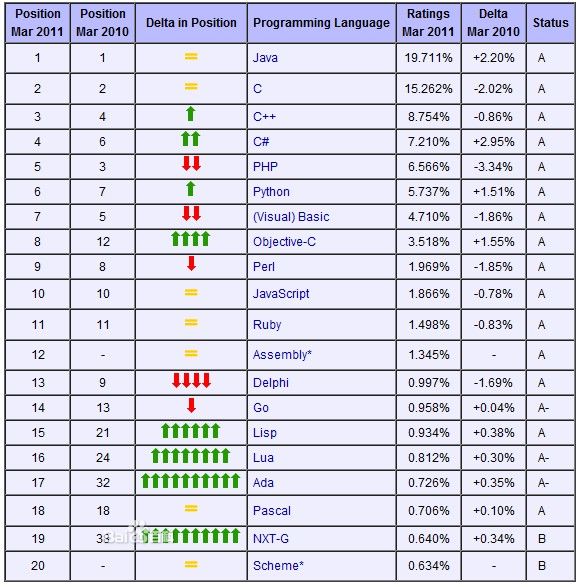 Position Mar 2011 Position Mar 2010 Delta in Position Programming Language Ratings Mar 2011 Delta Mar 2010 Status
1 1 = Java 19.711% +2.20% A
2 2 = C 15.262% -2.02% A
3 4 ↑ C++ 8.754% -0.86% A
4 6 ↑↑ C# 7.210% +2.95% A
5 3 ↓↓ PHP 6.566% -3.34% A
6 7 ↑ Python 5.737% +1.51% A
7 5 ↓↓ (Visual) Basic 4.710% -1.86% A
8 12 ↑↑↑↑ Objective-C 3.518% +1.55% A
9 8 ↓ Perl 1.969% -1.85% A
10 10 = JavaScript 1.866% -0.78% A
11 11 = Ruby 1.498% -0.83% A
12 - = Assembly* 1.345% - A
13 9 ↓↓↓↓ Delphi 0.997% -1.69% A
14 13 ↓ Go 0.958% +0.04% A-
15 21 ↑↑↑↑↑↑ Lisp 0.934% +0.38% A
16 24 ↑↑↑↑↑↑↑↑ Lua 0.812% +0.30% A-
17 32 ↑↑↑↑↑↑↑↑↑↑ Ada 0.726% +0.35% A-
18 18 = Pascal 0.706% +0.10% A
19 ↑↑↑↑↑↑↑↑↑↑ NXT-G 0.640% +0.34% B
20 - = Scheme* 0.634% - B